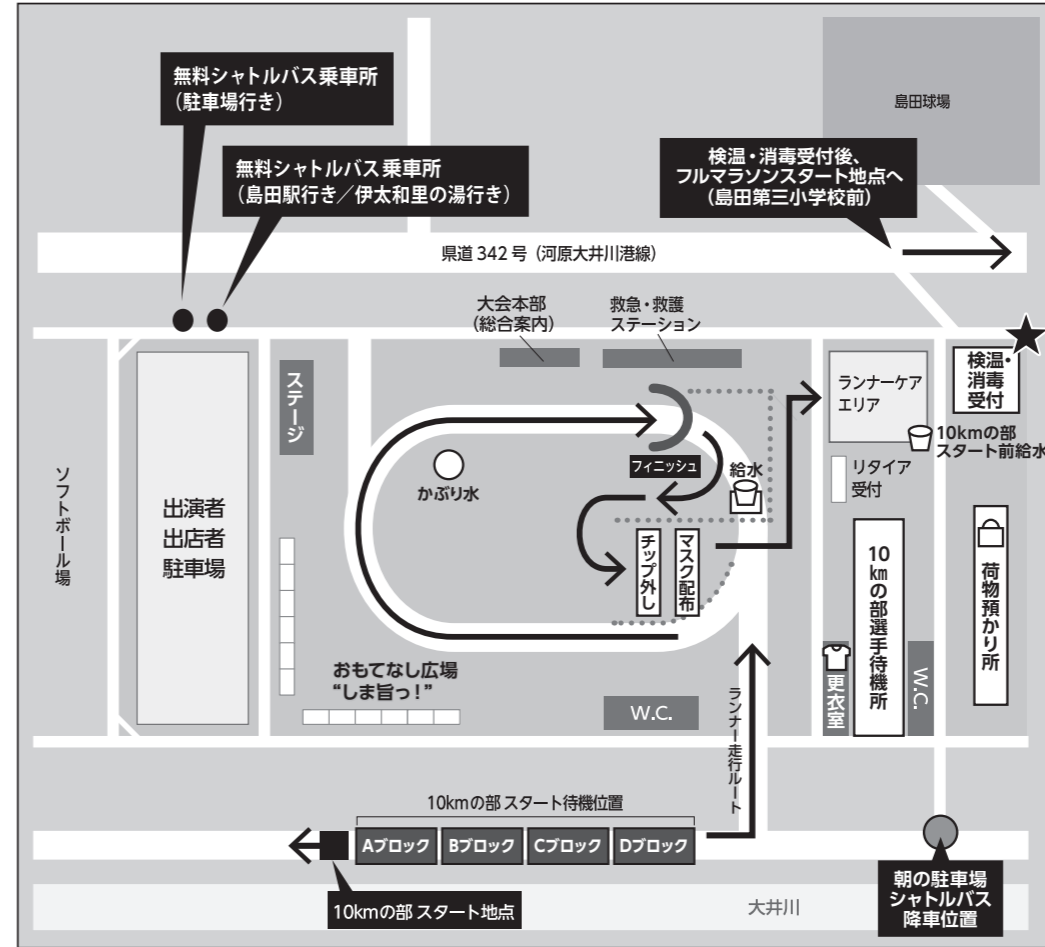 無料シャトルバス乗車所
（駐車場行き）
無料シャトルバス乗車所
（島田駅行き／伊太和里の湯行き）
島田球場
検温・消毒受付後、
フルマラソンスタート地点へ
（島田第三小学校前）
県道342号（河原大井川港線）
大会本部
（総合案内）
救急・救護
ステーション
ステージ
ランナーケア
エリア
検温・
消毒
受付
10kmの部
スタート前給水
フィニッシュ
給水
かぶり水
リタイア
受付
ソフトボール場
出演者
出店者
駐車場
チップ外し
マスク配布
10kmの部選手待機所
荷物預かり所
おもてなし広場
“しま旨っ！”
更衣室
W.C.
W.C.
ランナー走行ルート
10kmの部 スタート待機位置
Aブロック
Bブロック
Cブロック
Dブロック
10kmの部 スタート地点
大井川
朝の駐車場
シャトルバス
降車位置